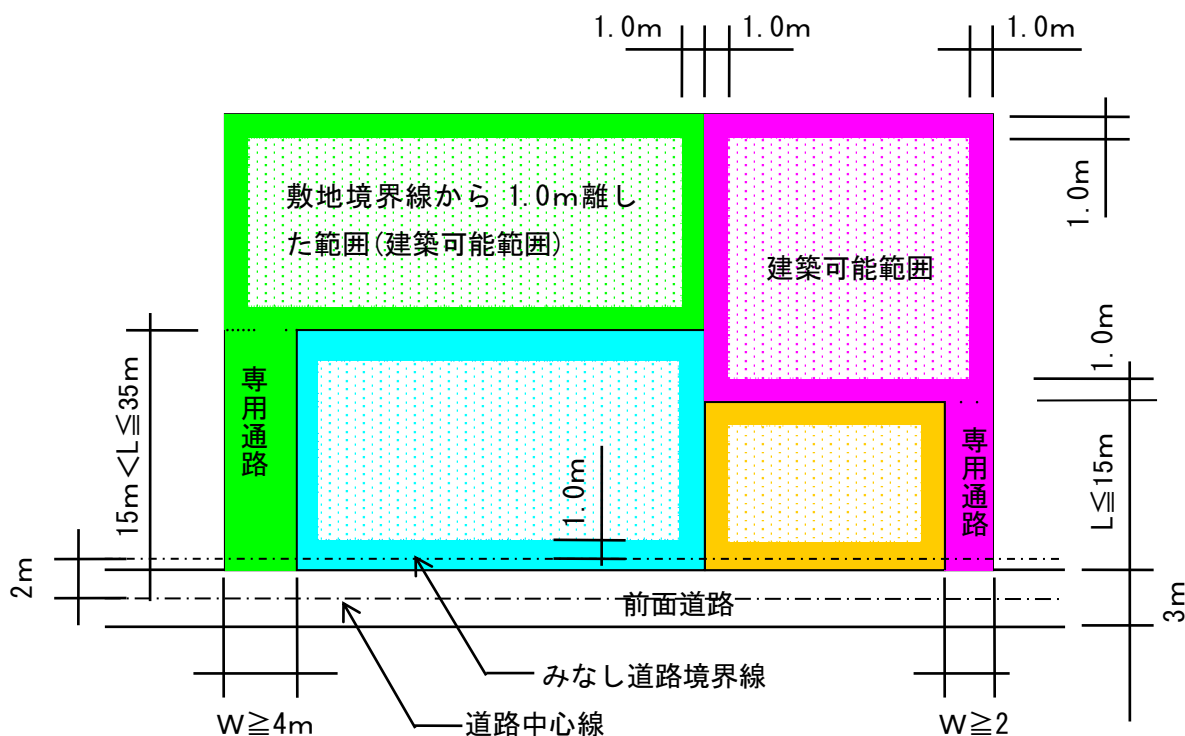 1.0m
1.0m
1.0m
1.0m
敷地境界線から 1.0m離し
た範囲(建築可能範囲)
建築可能範囲
1.0m
専用通路
15m<L≦35m
1.0m
専用通路
L≦15m
2m
前面道路
3m
みなし道路境界線
W≧4m
道路中心線
W≧2